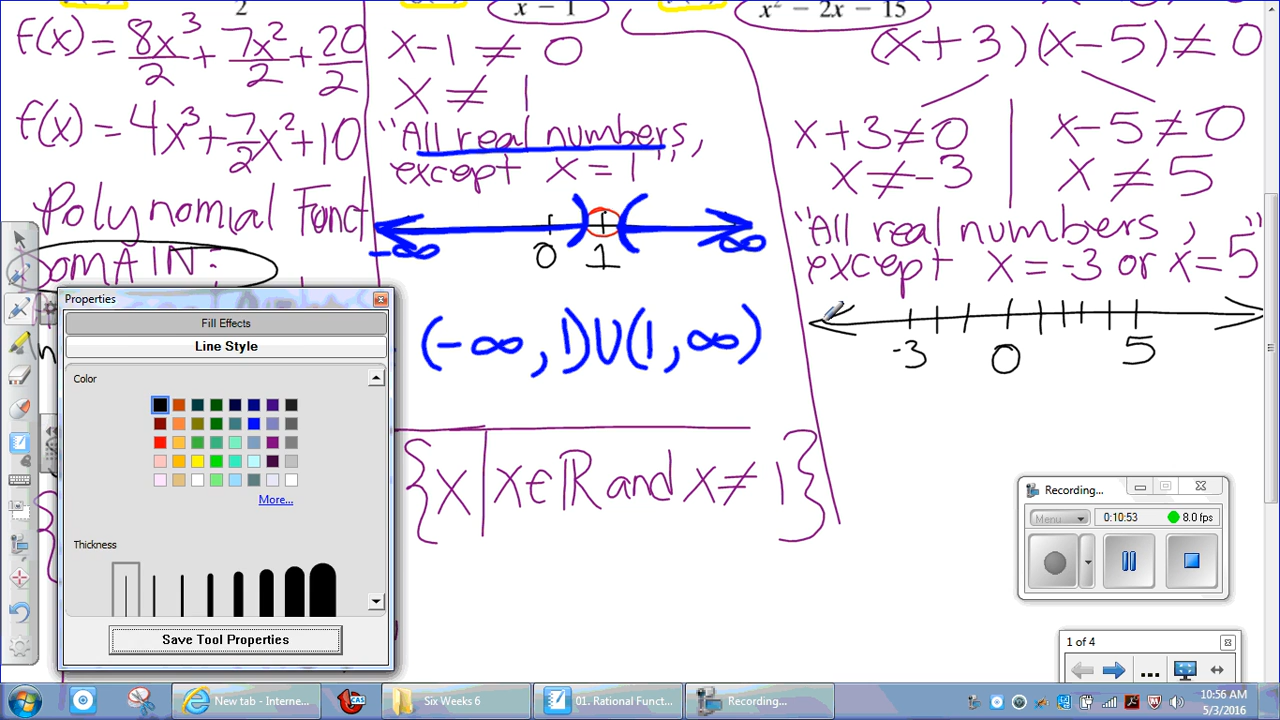 2
f(x) = 8x³/2 + 7x²/2 + 20/2
f(x) = 4x³ + 7/2x² + 10
Polynomial Funct
DOMAIN:
x − 1
x-1 ≠ 0
x ≠ 1
"All real numbers,
except x = 1"
-∞ 0 1 ∞
(-∞, 1)U(1, ∞)
{x | x∈ℝ and x ≠ 1}
x² − 2x − 15
(x+3)(x-5) ≠ 0
x+3≠0 x-5≠0
x≠-3 x≠5
"All real numbers,
except x = -3 or x=5"
-3 0 5
Properties
Fill Effects
Line Style
Color
More...
Thickness
Save Tool Properties
Recording...
Menu
0:10:53
8.0 fps
1 of 4
...
New tab - Interne...
CAS
Six Weeks 6
01. Rational Funct...
Recording...
10:56 AM
5/3/2016